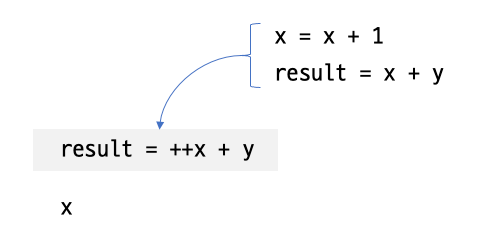 x = x + 1
result = x + y
result = ++x + y
x